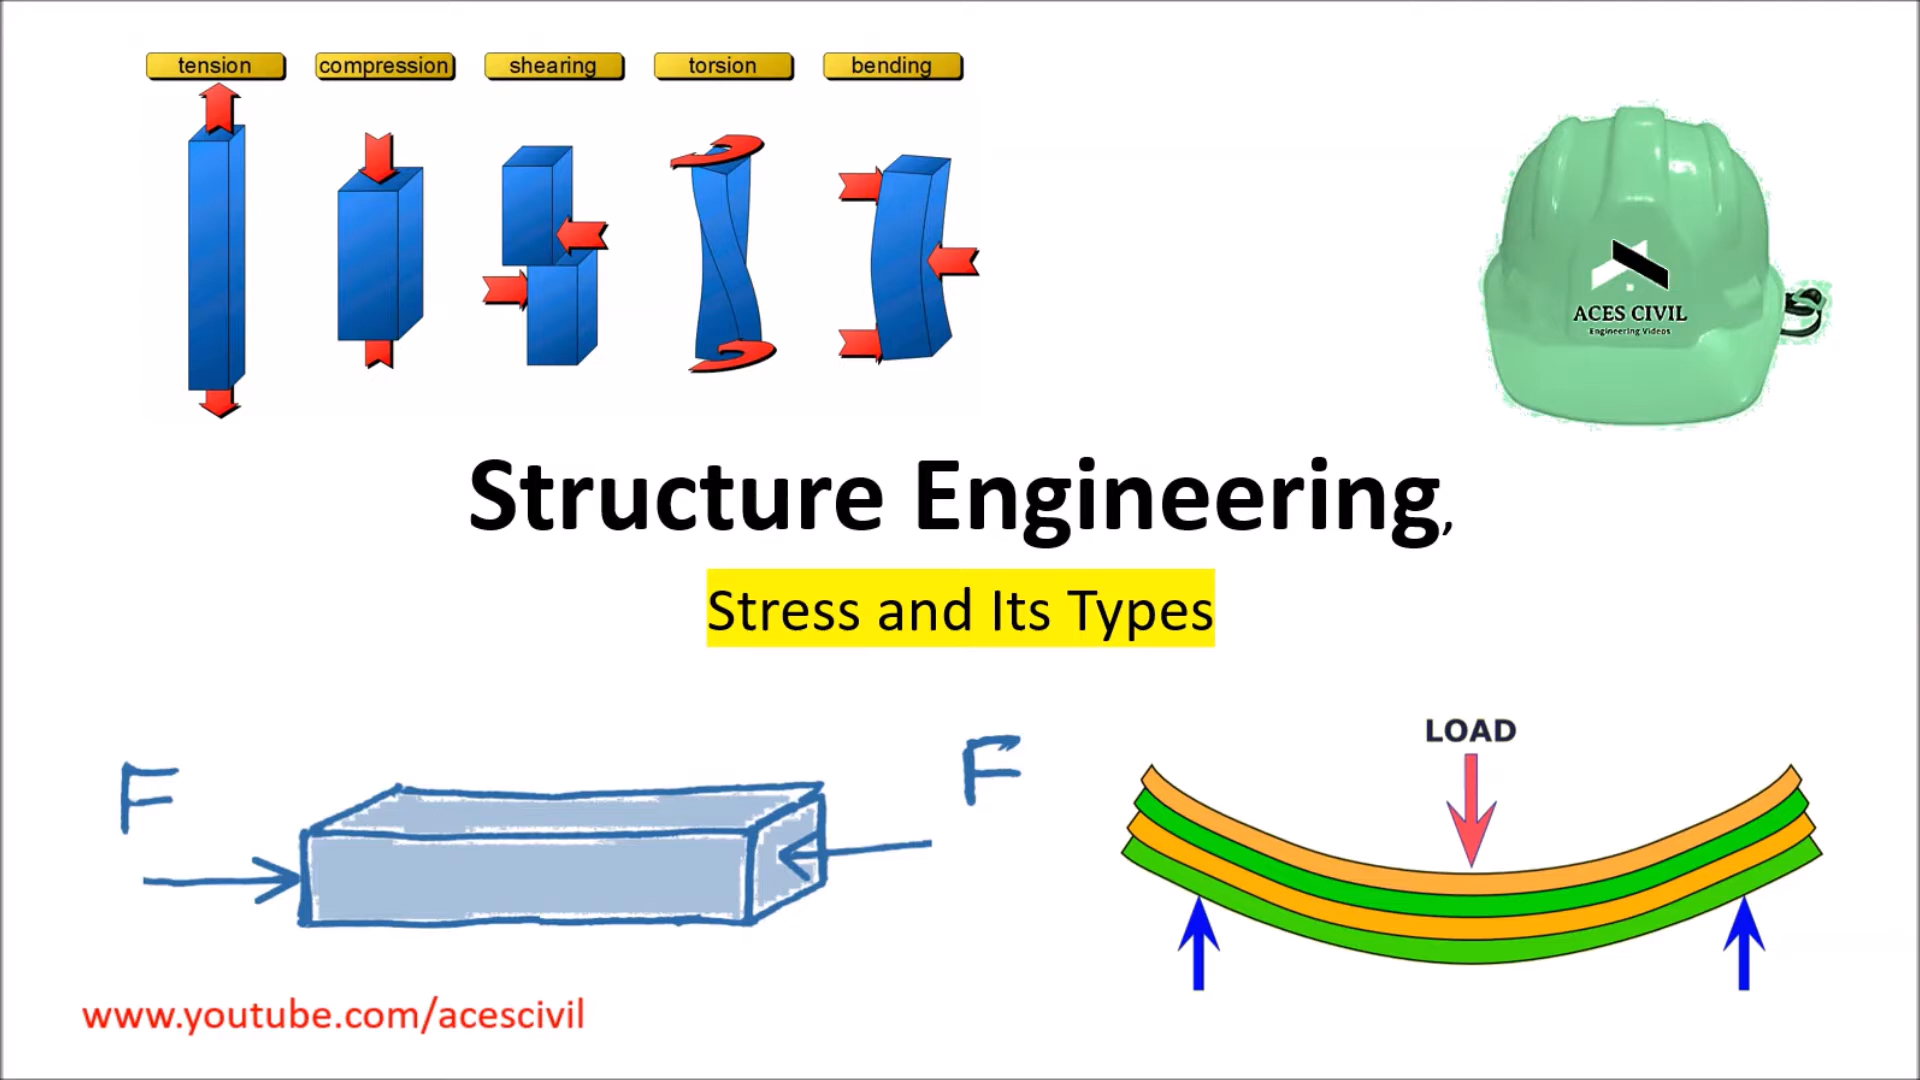 tension compression shearing torsion bending
ACES CIVIL
Engineering Videos
Structure Engineering,
Stress and Its Types
LOAD
F
F
www.youtube.com/acescivil